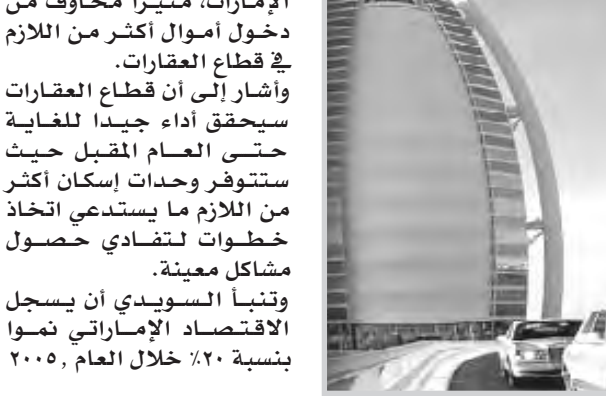 الإمارات، مثيرا مخاوف من
دخول أموال أكثر من اللازم
في قطاع العقارات.
وأشار إلى أن قطاع العقارات
سيحقق أداء جيدا للغاية
حتى العام المقبل حيث
ستتوفر وحدات إسكان أكثر
من اللازم ما يستدعي اتخاذ
خطوات لتفادي حصول
مشاكل معينة.
وتنبأ السويدي أن يسجل
الاقتصاد الإماراتي نموا
بنسبة ٢٠٪ خلال العام ,٢٠٠٥